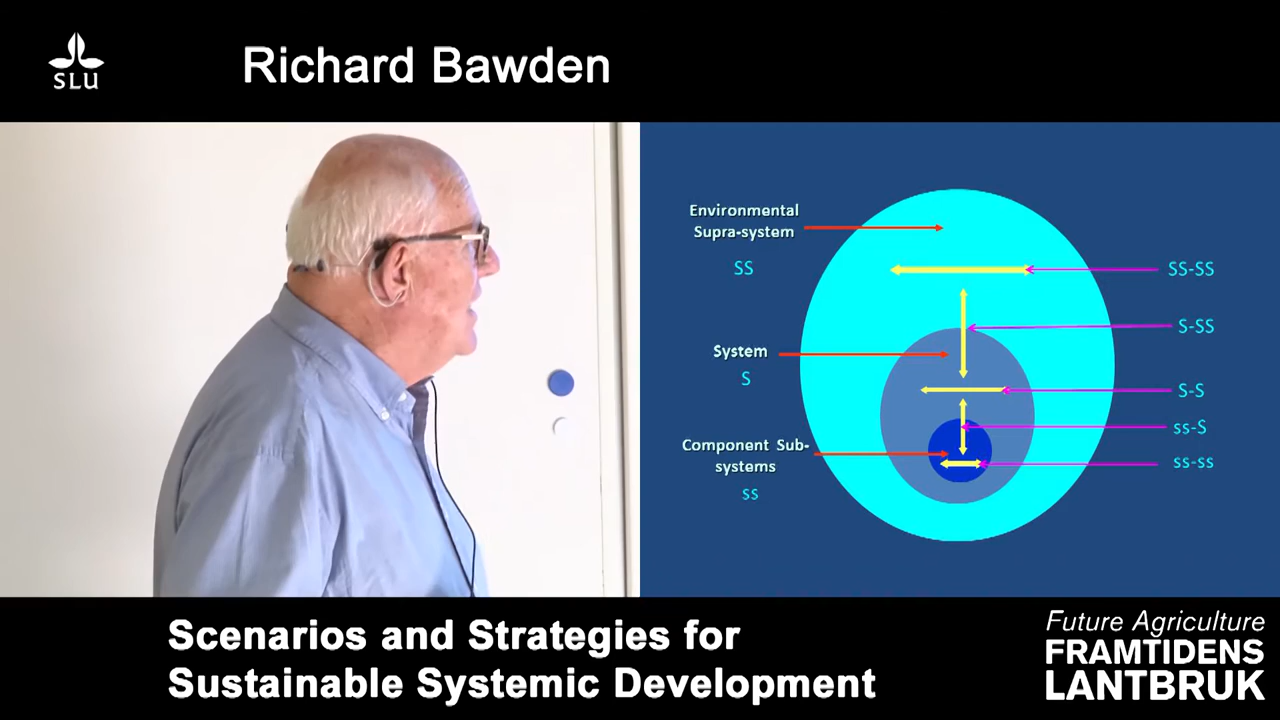 SLU
Richard Bawden
Environmental
Supra-system
SS
System
S
Component Sub-
systems
ss
SS-SS
S-SS
S-S
ss-S
ss-ss
Scenarios and Strategies for
Sustainable Systemic Development
Future Agriculture
FRAMTIDENS
LANTBRUK